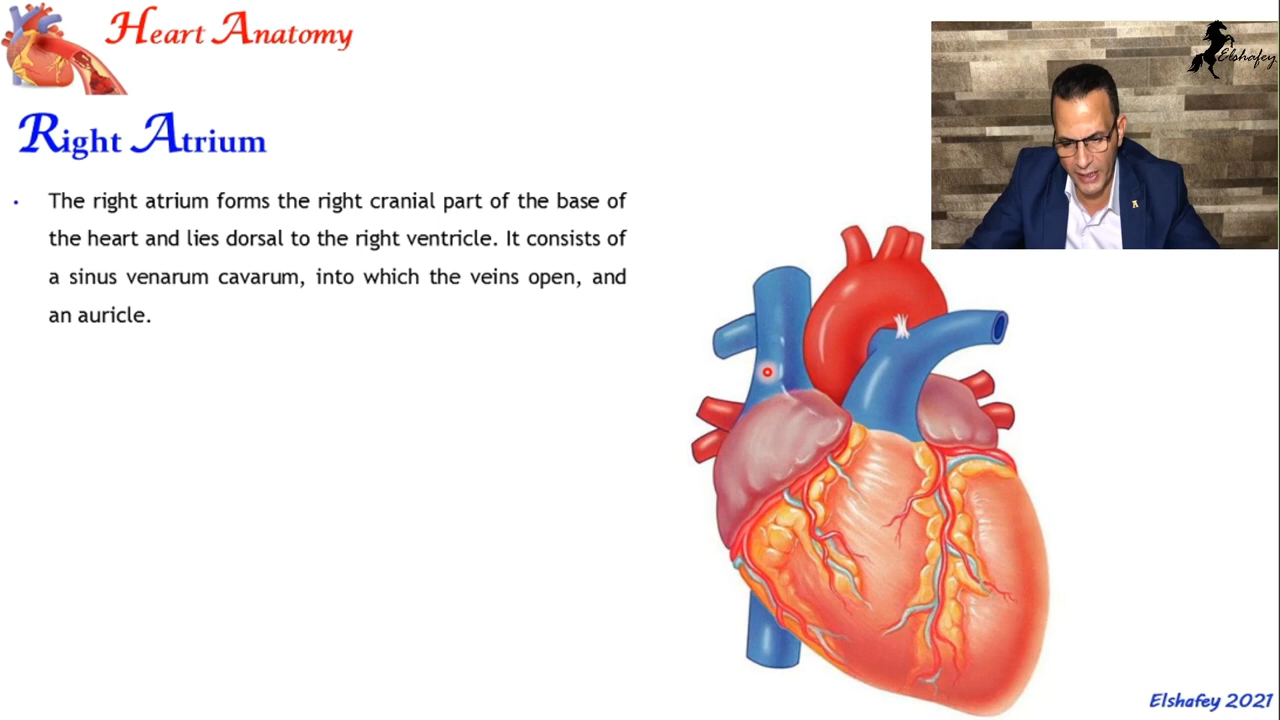 Heart Anatomy
Elshafey
Right Atrium
• The right atrium forms the right cranial part of the base of
the heart and lies dorsal to the right ventricle. It consists of
a sinus venarum cavarum, into which the veins open, and
an auricle.
Elshafey 2021